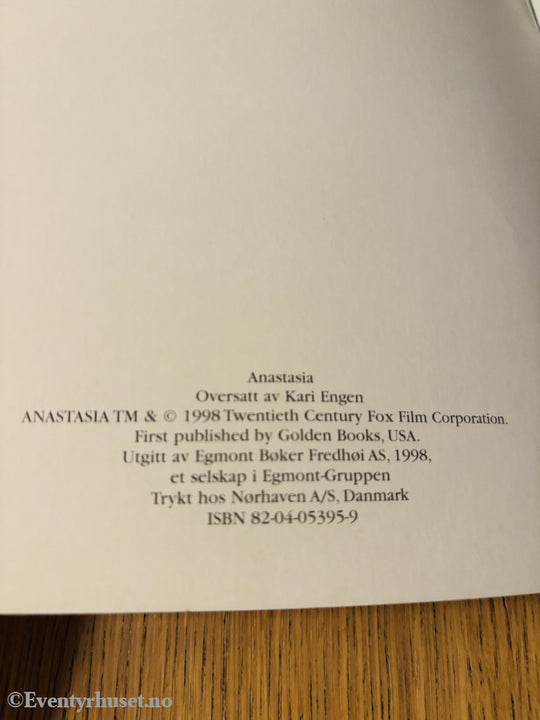 Anastasia
Oversatt av Kari Engen
ANASTASIA TM & © 1998 Twentieth Century Fox Film Corporation.
First published by Golden Books, USA.
Utgitt av Egmont Bøker Fredhøi AS, 1998,
et selskap i Egmont-Gruppen
Trykt hos Nørhaven A/S, Danmark
ISBN 82-04-05395-9
©Eventyrhuset.no